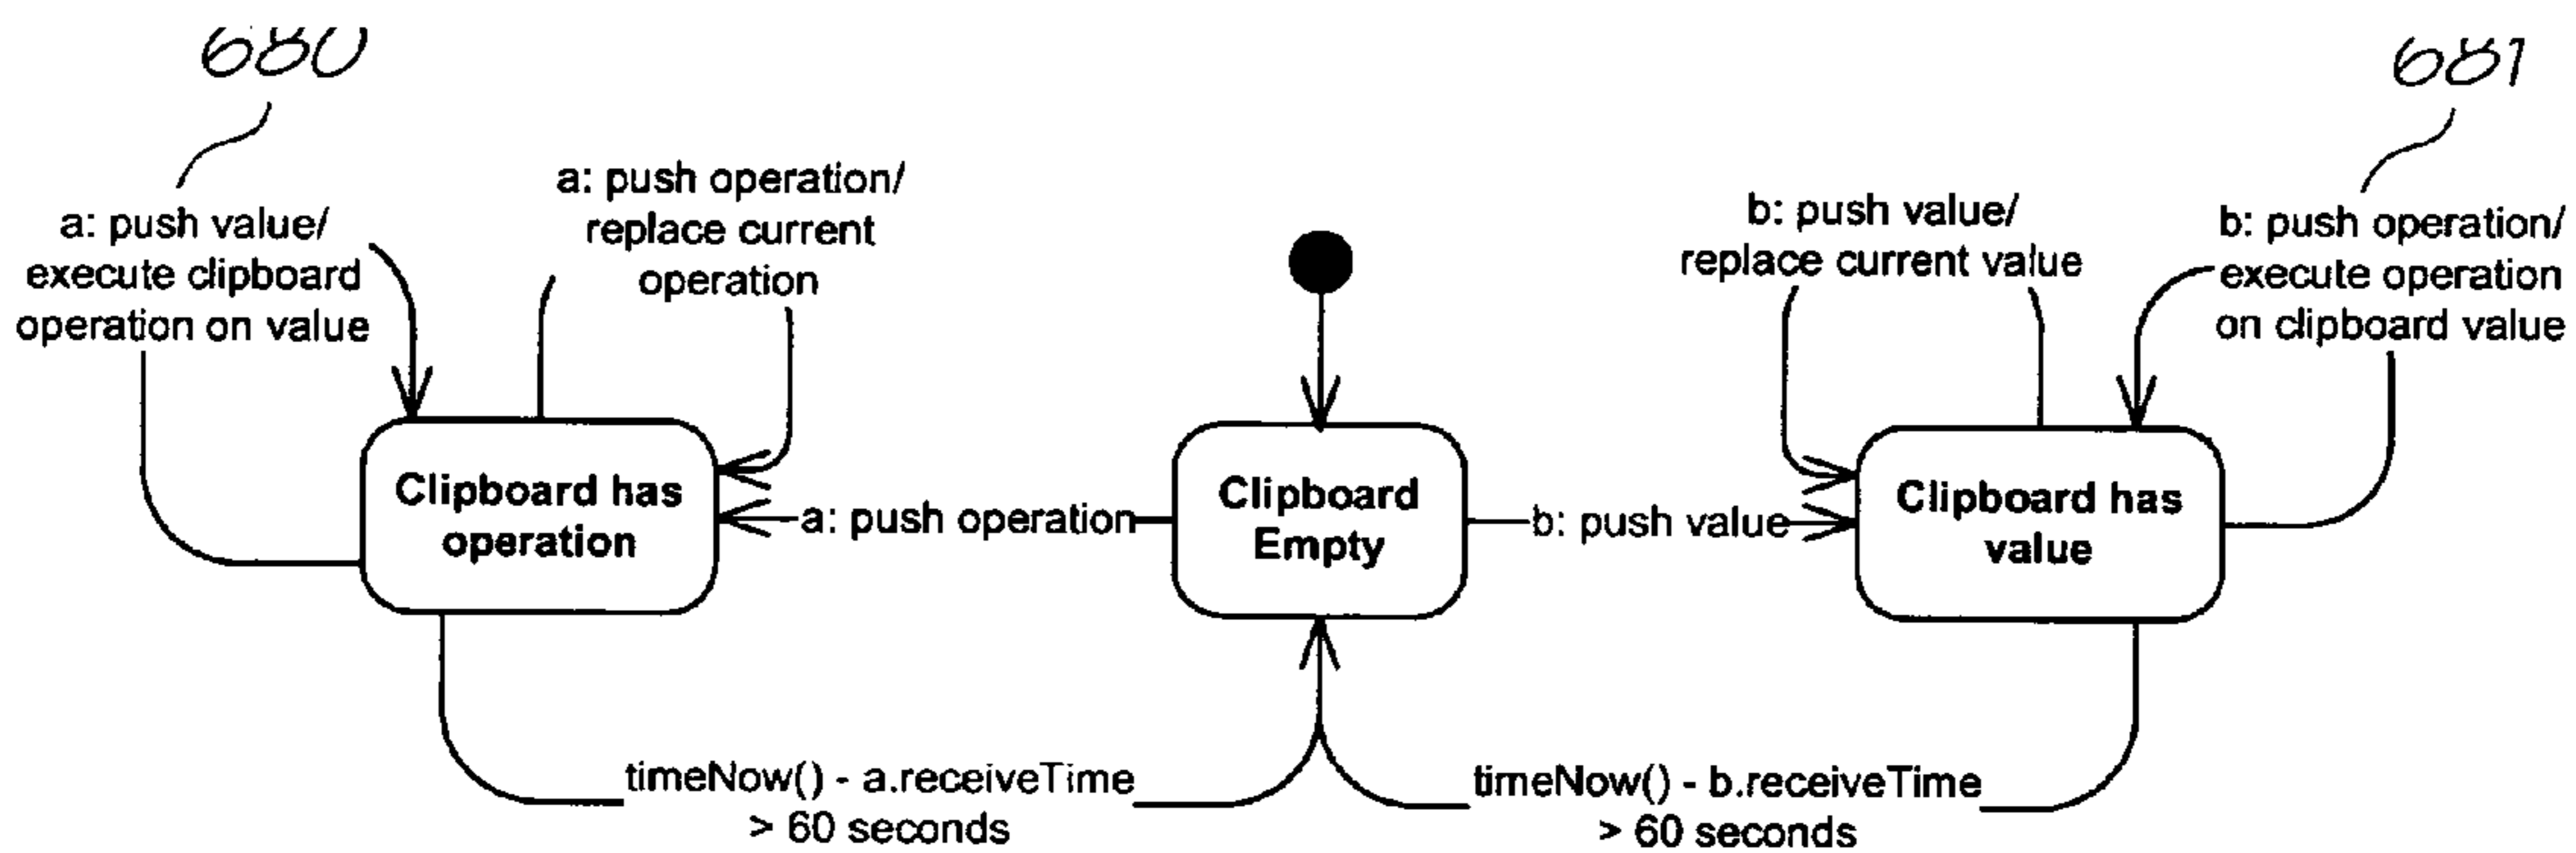 680
681
a: push value/
execute clipboard
operation on value
a: push operation/
replace current
operation
b: push value/
replace current value
b: push operation/
execute operation
on clipboard value
Clipboard has
operation
a: push operation
Clipboard
Empty
b: push value
Clipboard has
value
timeNow() - a.receiveTime
> 60 seconds
timeNow() - b.receiveTime
> 60 seconds